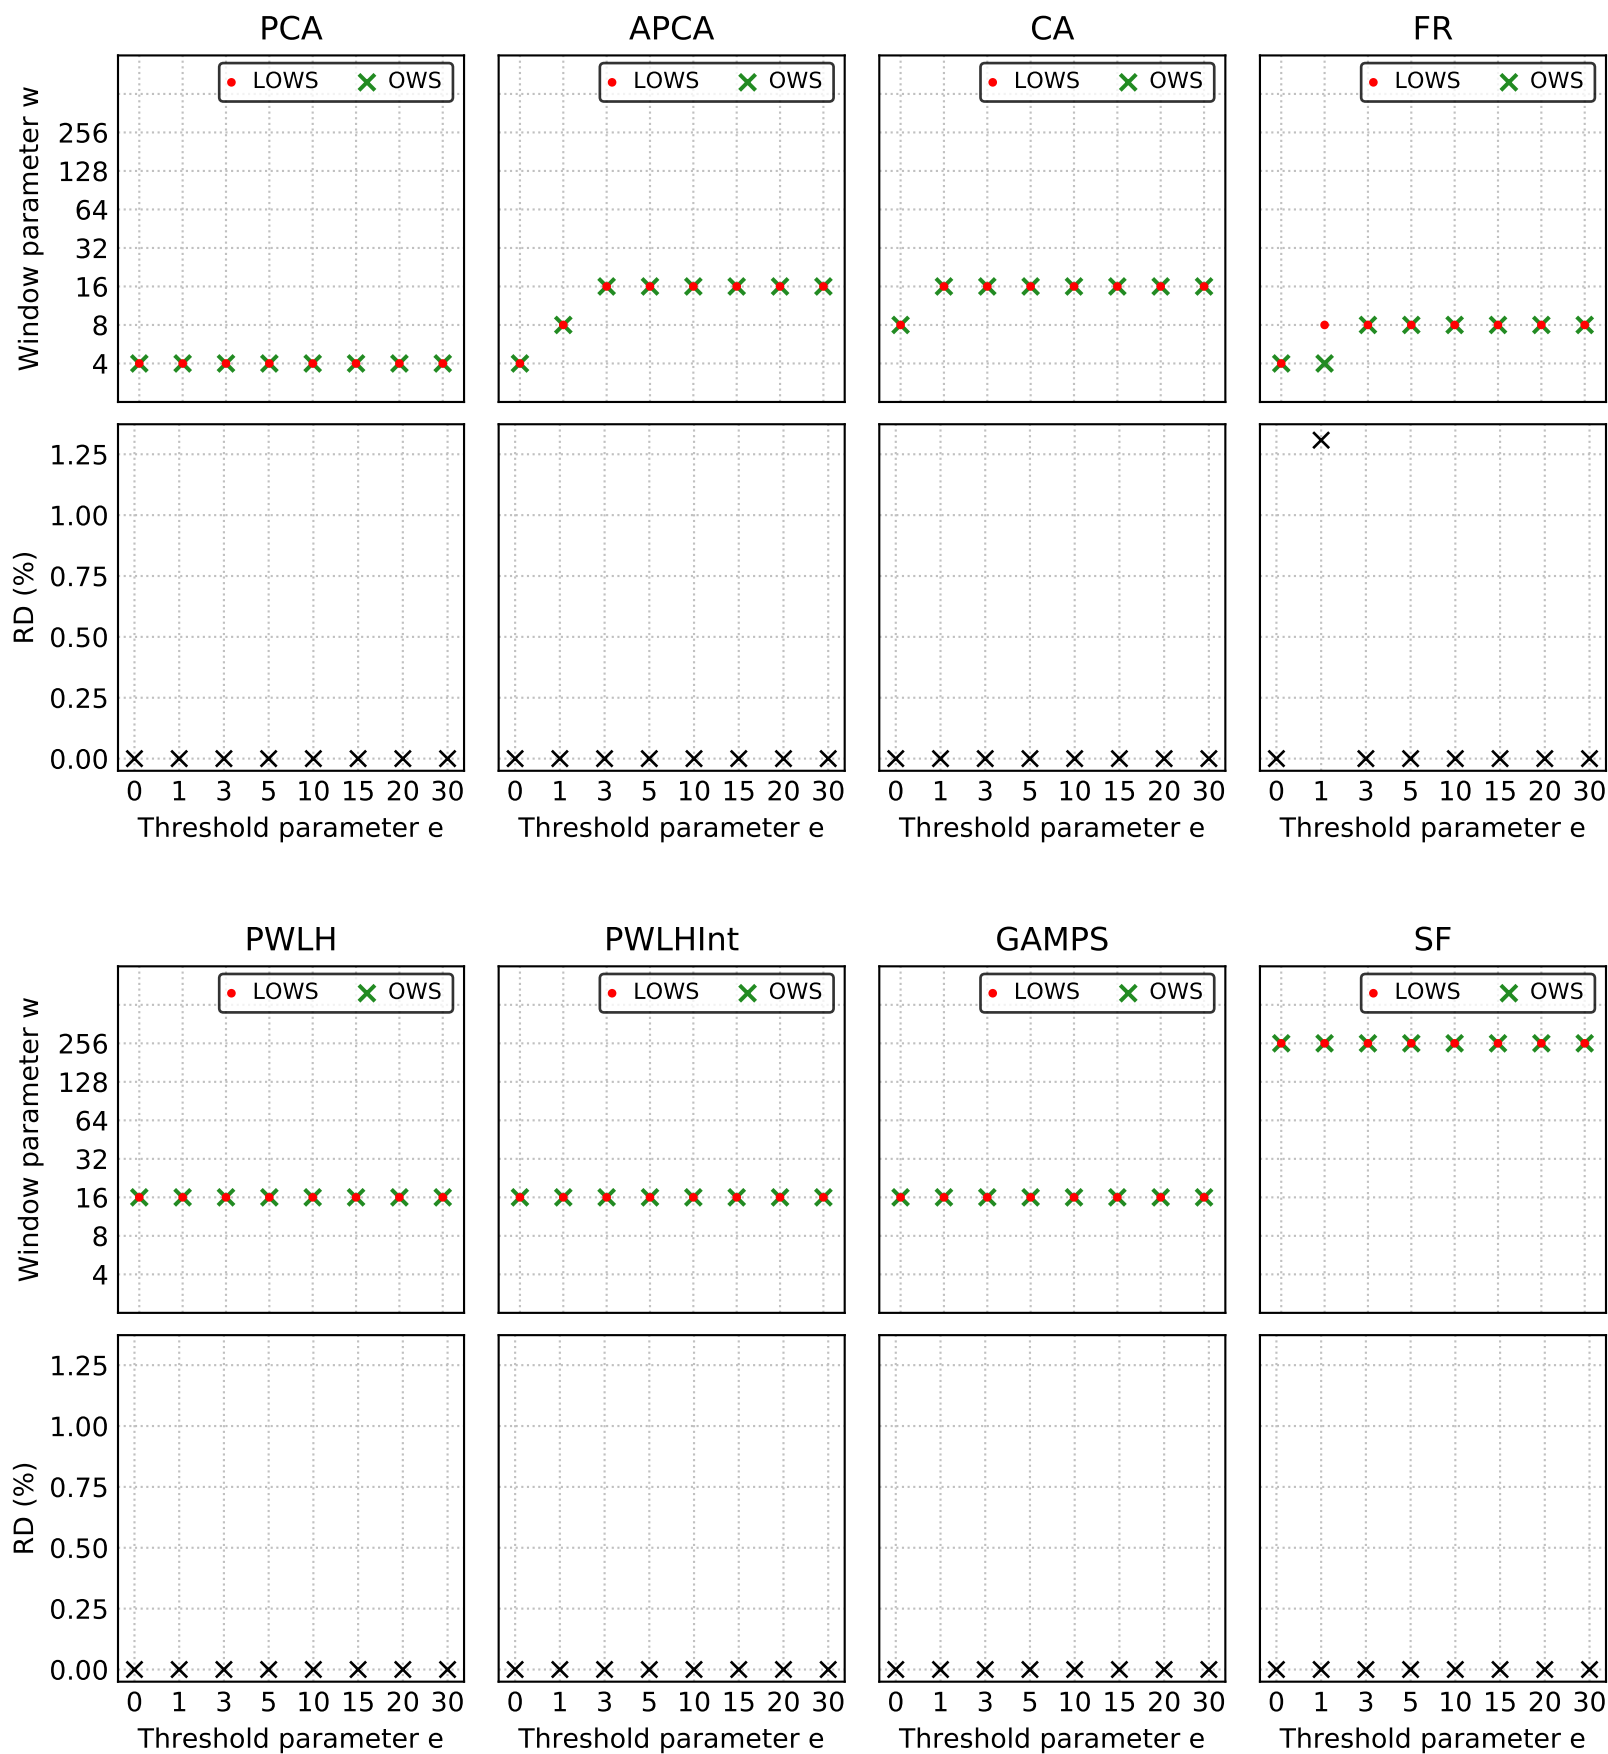 PCA APCA CA FR
LOWS OWS LOWS OWS LOWS OWS LOWS OWS
Window parameter w
256
128
64
32
16
8
4
RD (%)
1.25
1.00
0.75
0.50
0.25
0.00
0 1 3 5 10 15 20 30 0 1 3 5 10 15 20 30 0 1 3 5 10 15 20 30 0 1 3 5 10 15 20 30
Threshold parameter e Threshold parameter e Threshold parameter e Threshold parameter e
PWLH PWLHInt GAMPS SF
LOWS OWS LOWS OWS LOWS OWS LOWS OWS
Window parameter w
256
128
64
32
16
8
4
RD (%)
1.25
1.00
0.75
0.50
0.25
0.00
0 1 3 5 10 15 20 30 0 1 3 5 10 15 20 30 0 1 3 5 10 15 20 30 0 1 3 5 10 15 20 30
Threshold parameter e Threshold parameter e Threshold parameter e Threshold parameter e